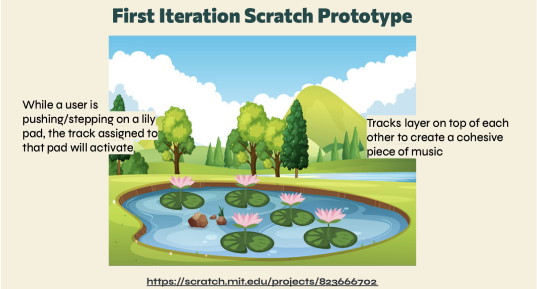 First Iteration Scratch Prototype
While a user is
pushing/stepping on a lily
pad, the track assigned to
that pad will activate
Tracks layer on top of each
other to create a cohesive
piece of music
https://scratch.mit.edu/projects/823666702